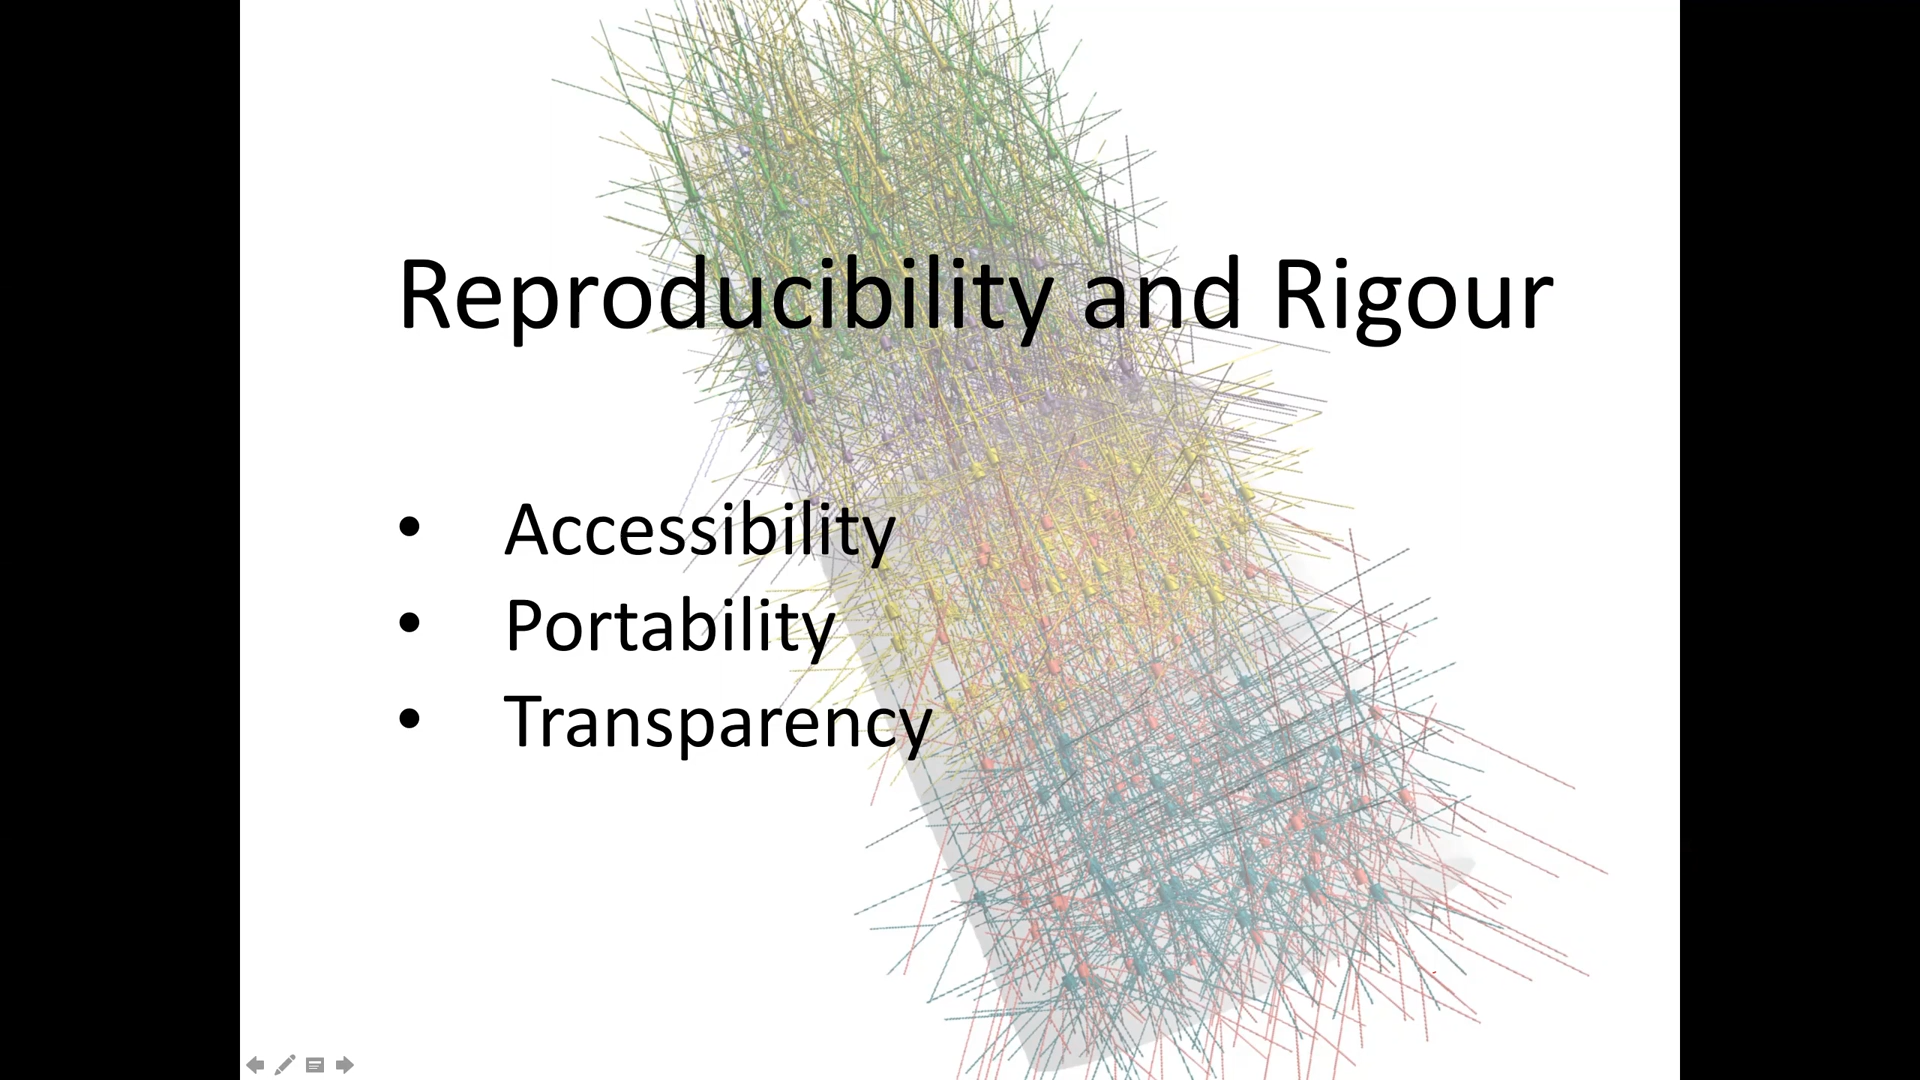 Reproducibility and Rigour
• Accessibility
• Portability
• Transparency